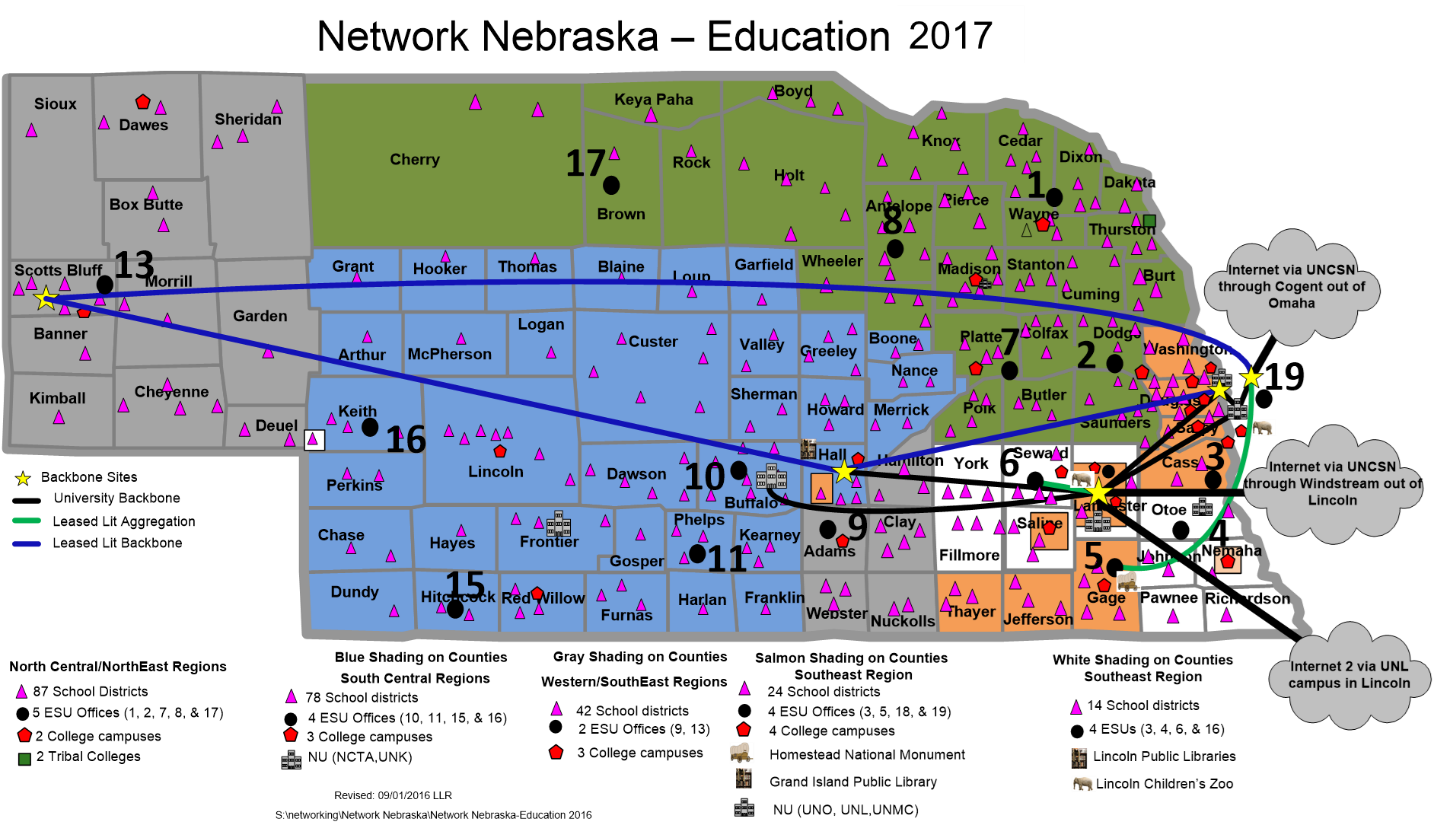 Network Nebraska – Education 2017
Sioux
Dawes
Sheridan
Box Butte
Scotts Bluff
13
Morrill
Banner
Garden
Kimball
Cheyenne
Deuel
Cherry
Keya Paha
Boyd
17
Brown
Rock
Holt
Knox
Cedar
Dixon
Dakota
1
Antelope
8
Pierce
Wayne
Thurston
Wheeler
Madison
Stanton
Cuming
Burt
Platte
7
Colfax
2
Dodge
Washington
Polk
Butler
Saunders
Douglas
19
Sarpy
Grant
Hooker
Thomas
Blaine
Loup
Garfield
Arthur
McPherson
Logan
Custer
Valley
Greeley
Boone
Nance
Sherman
Howard
Merrick
Keith
16
Lincoln
Perkins
Dawson
10
Buffalo
Hall
Hamilton
York
6
Seward
Lancaster
Cass
3
Otoe
Chase
Hayes
Frontier
Gosper
Phelps
11
Kearney
Adams
9
Clay
Fillmore
Saline
5
Johnson
4
Nemaha
Dundy
Hitchcock
15
Red Willow
Furnas
Harlan
Franklin
Webster
Nuckolls
Thayer
Jefferson
Gage
Pawnee
Richardson
Internet via UNCSN
through Cogent out of
Omaha
Internet via UNCSN
through Windstream out of
Lincoln
Internet 2 via UNL
campus in Lincoln
Backbone Sites
University Backbone
Leased Lit Aggregation
Leased Lit Backbone
North Central/NorthEast Regions
87 School Districts
5 ESU Offices (1, 2, 7, 8, & 17)
2 College campuses
2 Tribal Colleges
Blue Shading on Counties
South Central Regions
78 School districts
4 ESU Offices (10, 11, 15, & 16)
3 College campuses
NU (NCTA,UNK)
Gray Shading on Counties
Western/SouthEast Regions
42 School districts
2 ESU Offices (9, 13)
3 College campuses
Salmon Shading on Counties
Southeast Region
24 School districts
4 ESU Offices (3, 5, 18, & 19)
4 College campuses
Homestead National Monument
Grand Island Public Library
NU (UNO, UNL,UNMC)
White Shading on Counties
Southeast Region
14 School districts
4 ESUs (3, 4, 6, & 16)
Lincoln Public Libraries
Lincoln Children's Zoo
Revised: 09/01/2016 LLR
S:\networking\Network Nebraska\Network Nebraska-Education 2016